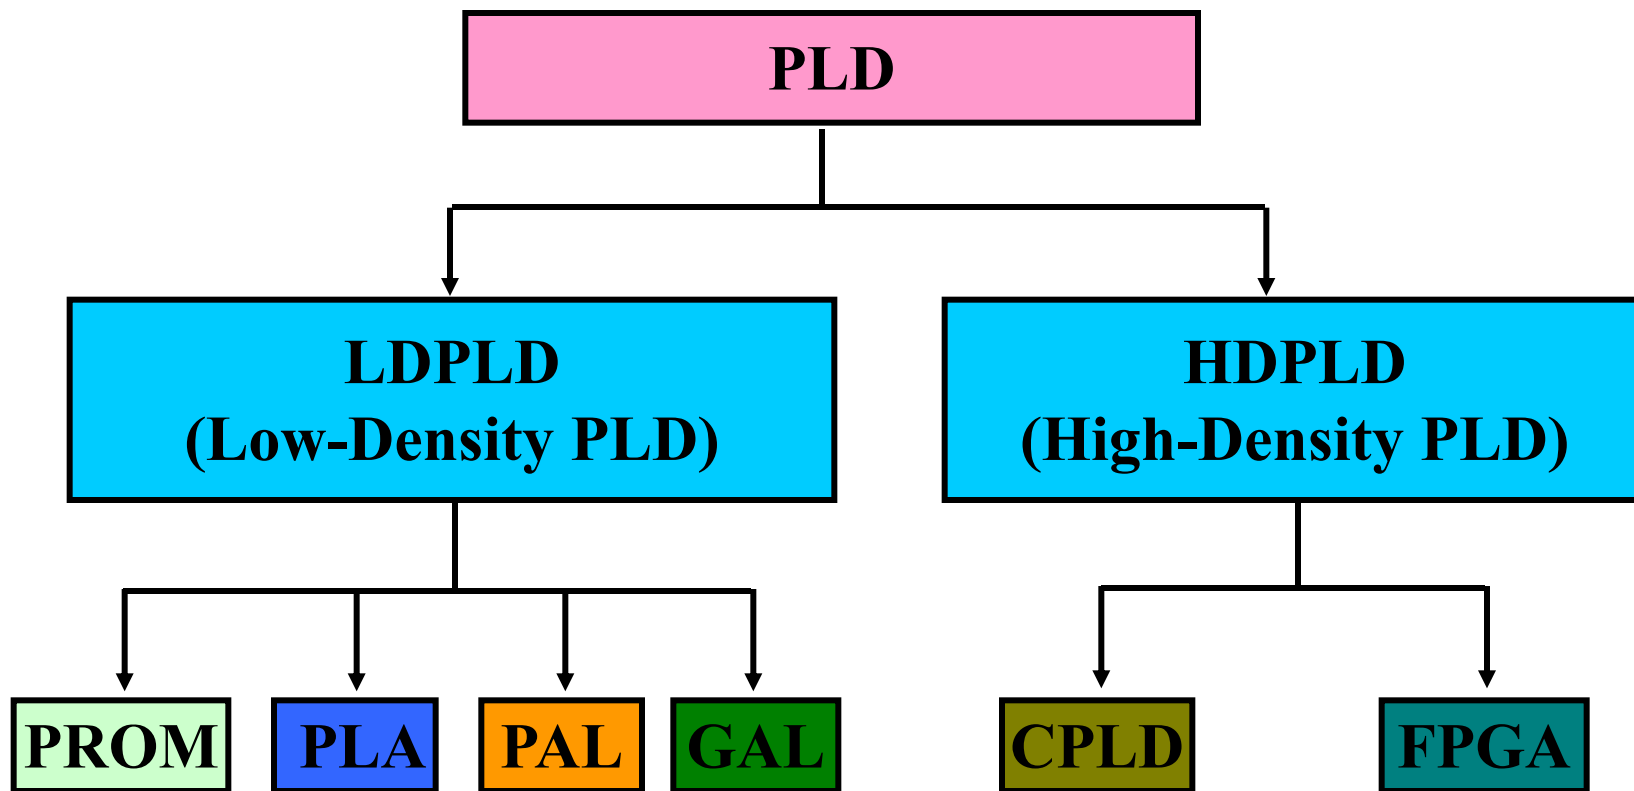 PLD
LDPLD
(Low-Density PLD)
HDPLD
(High-Density PLD)
PROM
PLA
PAL
GAL
CPLD
FPGA